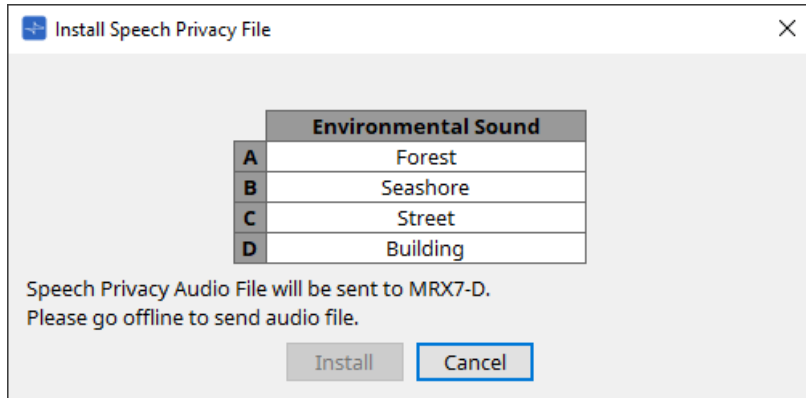 Install Speech Privacy File
Environmental Sound
A Forest
B Seashore
C Street
D Building
Speech Privacy Audio File will be sent to MRX7-D.
Please go offline to send audio file.
Install Cancel